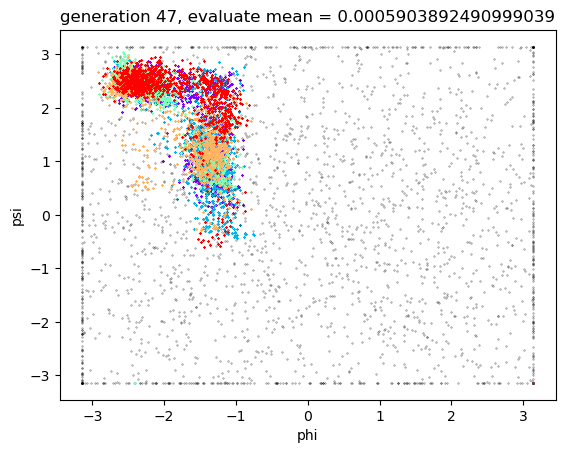 generation 47, evaluate mean = 0.0005903892490999039
3
2
1
0
−1
−2
−3
psi
−3 −2 −1 0 1 2 3
phi